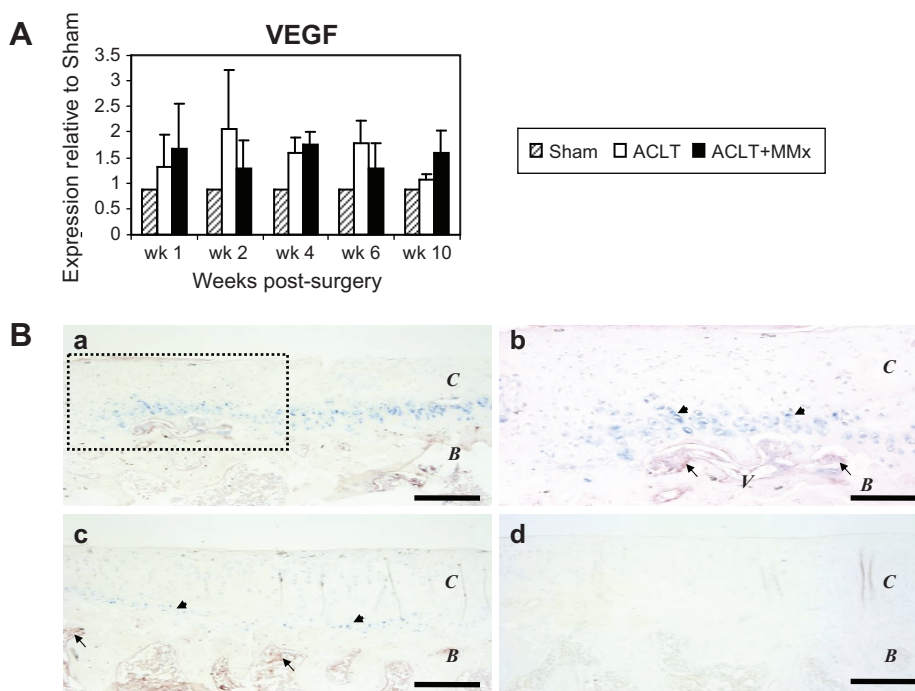 A
VEGF
Expression relative to Sham
3.5
3
2.5
2
1.5
1
0.5
0
wk 1 wk 2 wk 4 wk 6 wk 10
Weeks post-surgery
Sham ACLT ACLT+MMx
B
a
C
B
b
C
V
B
c
C
B
d
C
B